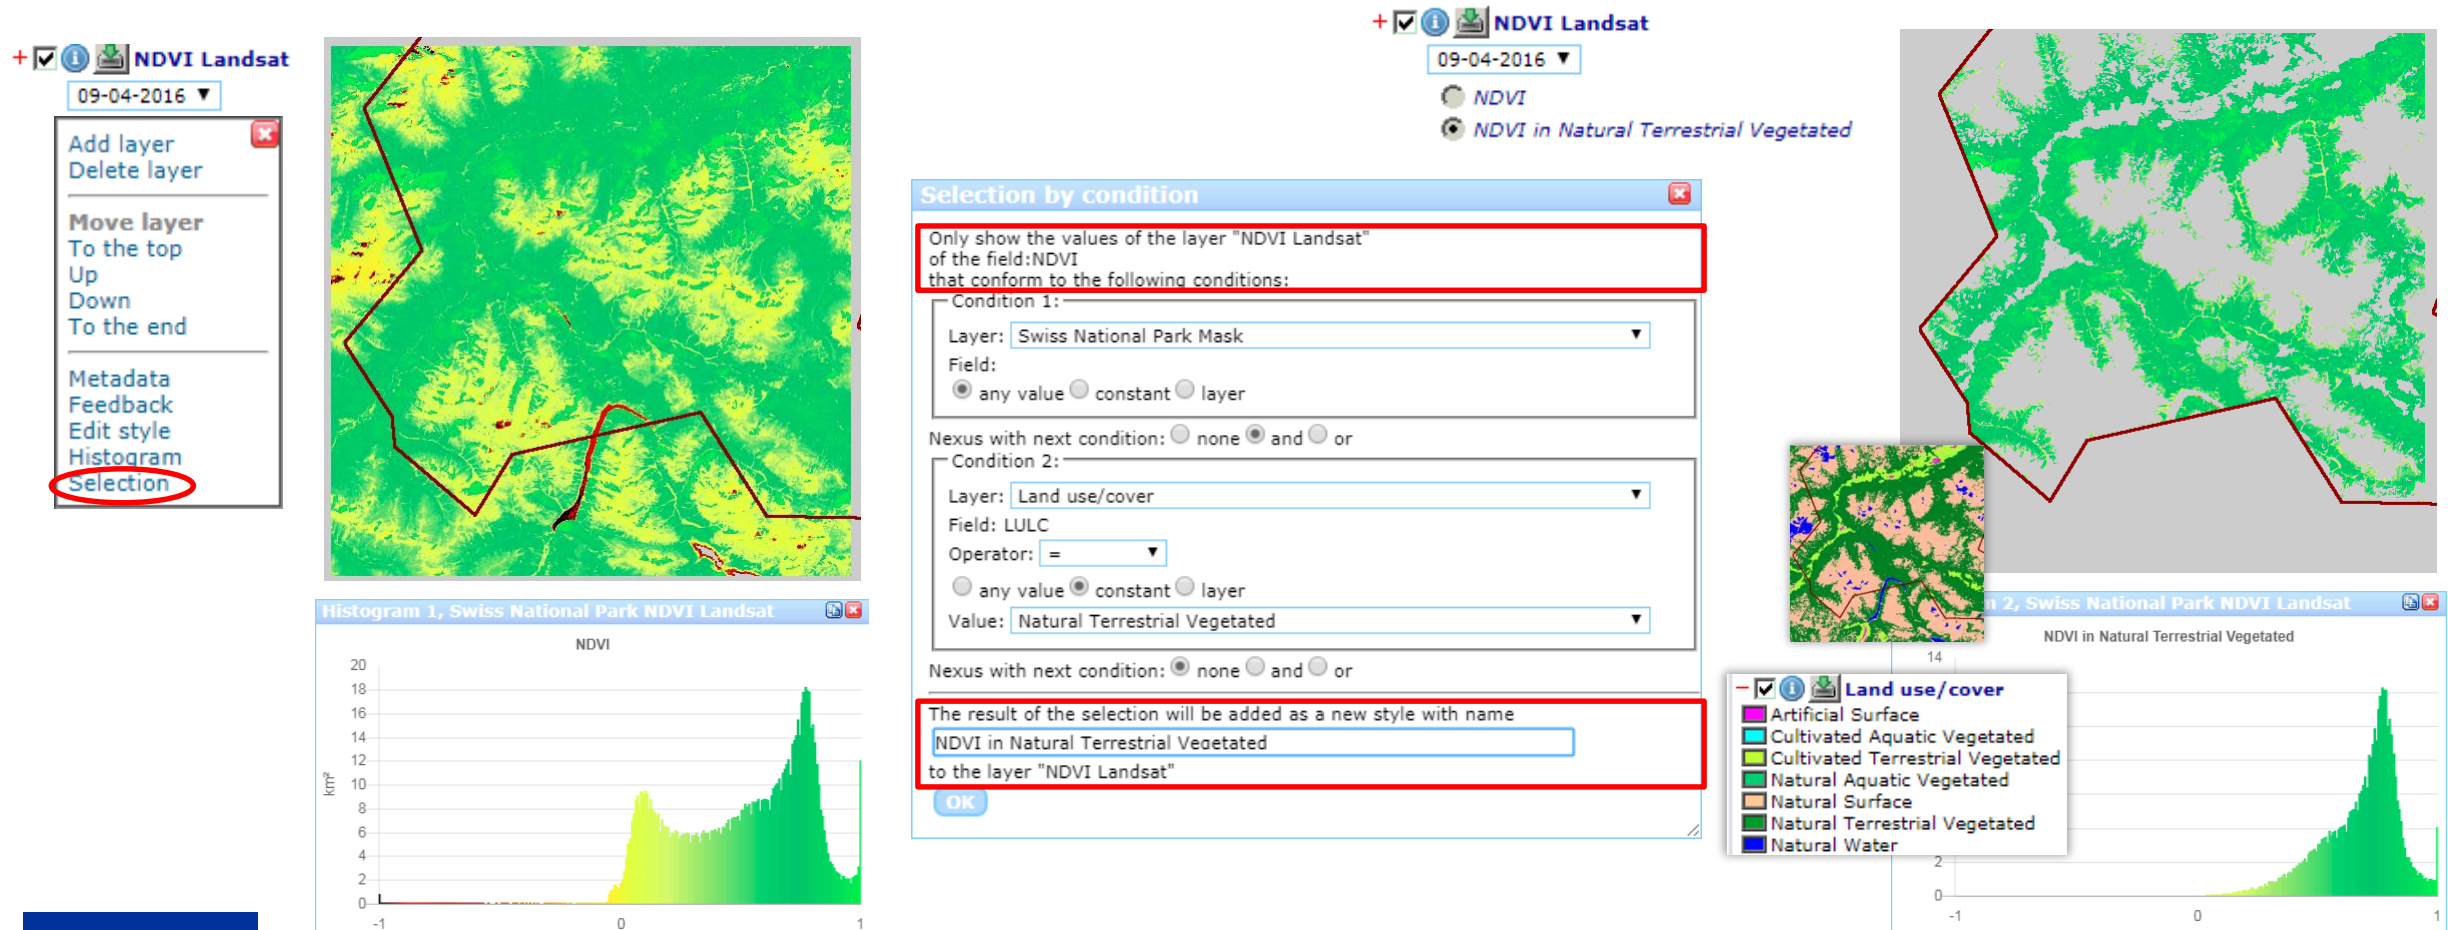 NDVI Landsat
09-04-2016
Add layer
Delete layer
Move layer
To the top
Up
Down
To the end
Metadata
Feedback
Edit style
Histogram
Selection
Histogram 1, Swiss National Park NDVI Landsat
NDVI
20
18
16
14
12
10
8
6
4
2
0
km²
-1
0
1
NDVI Landsat
09-04-2016
NDVI
NDVI in Natural Terrestrial Vegetated
Selection by condition
Only show the values of the layer "NDVI Landsat"
of the field:NDVI
that conform to the following conditions:
Condition 1:
Layer: Swiss National Park Mask
Field:
any value constant layer
Nexus with next condition: none and or
Condition 2:
Layer: Land use/cover
Field: LULC
Operator: =
any value constant layer
Value: Natural Terrestrial Vegetated
Nexus with next condition: none and or
The result of the selection will be added as a new style with name
NDVI in Natural Terrestrial Vegetated
to the layer "NDVI Landsat"
OK
2, Swiss National Park NDVI Landsat
NDVI in Natural Terrestrial Vegetated
14
2
0
-1
0
1
Land use/cover
Artificial Surface
Cultivated Aquatic Vegetated
Cultivated Terrestrial Vegetated
Natural Aquatic Vegetated
Natural Surface
Natural Terrestrial Vegetated
Natural Water